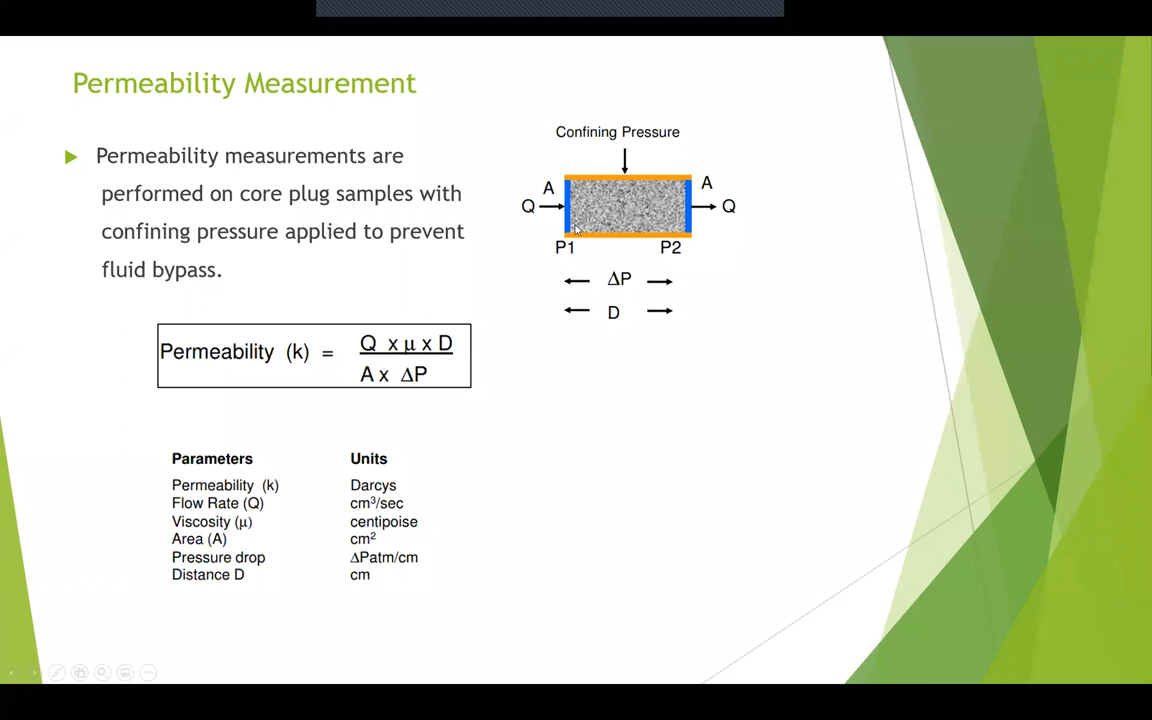 Permeability Measurement
Permeability measurements are
performed on core plug samples with
confining pressure applied to prevent
fluid bypass.
Confining Pressure
A
A
Q
Q
P1
P2
ΔP
D
Permeability (k) = Q x μ x D
A x ΔP
Parameters Units
Permeability (k) Darcys
Flow Rate (Q) cm³/sec
Viscosity (μ) centipoise
Area (A) cm²
Pressure drop ΔPatm/cm
Distance D cm